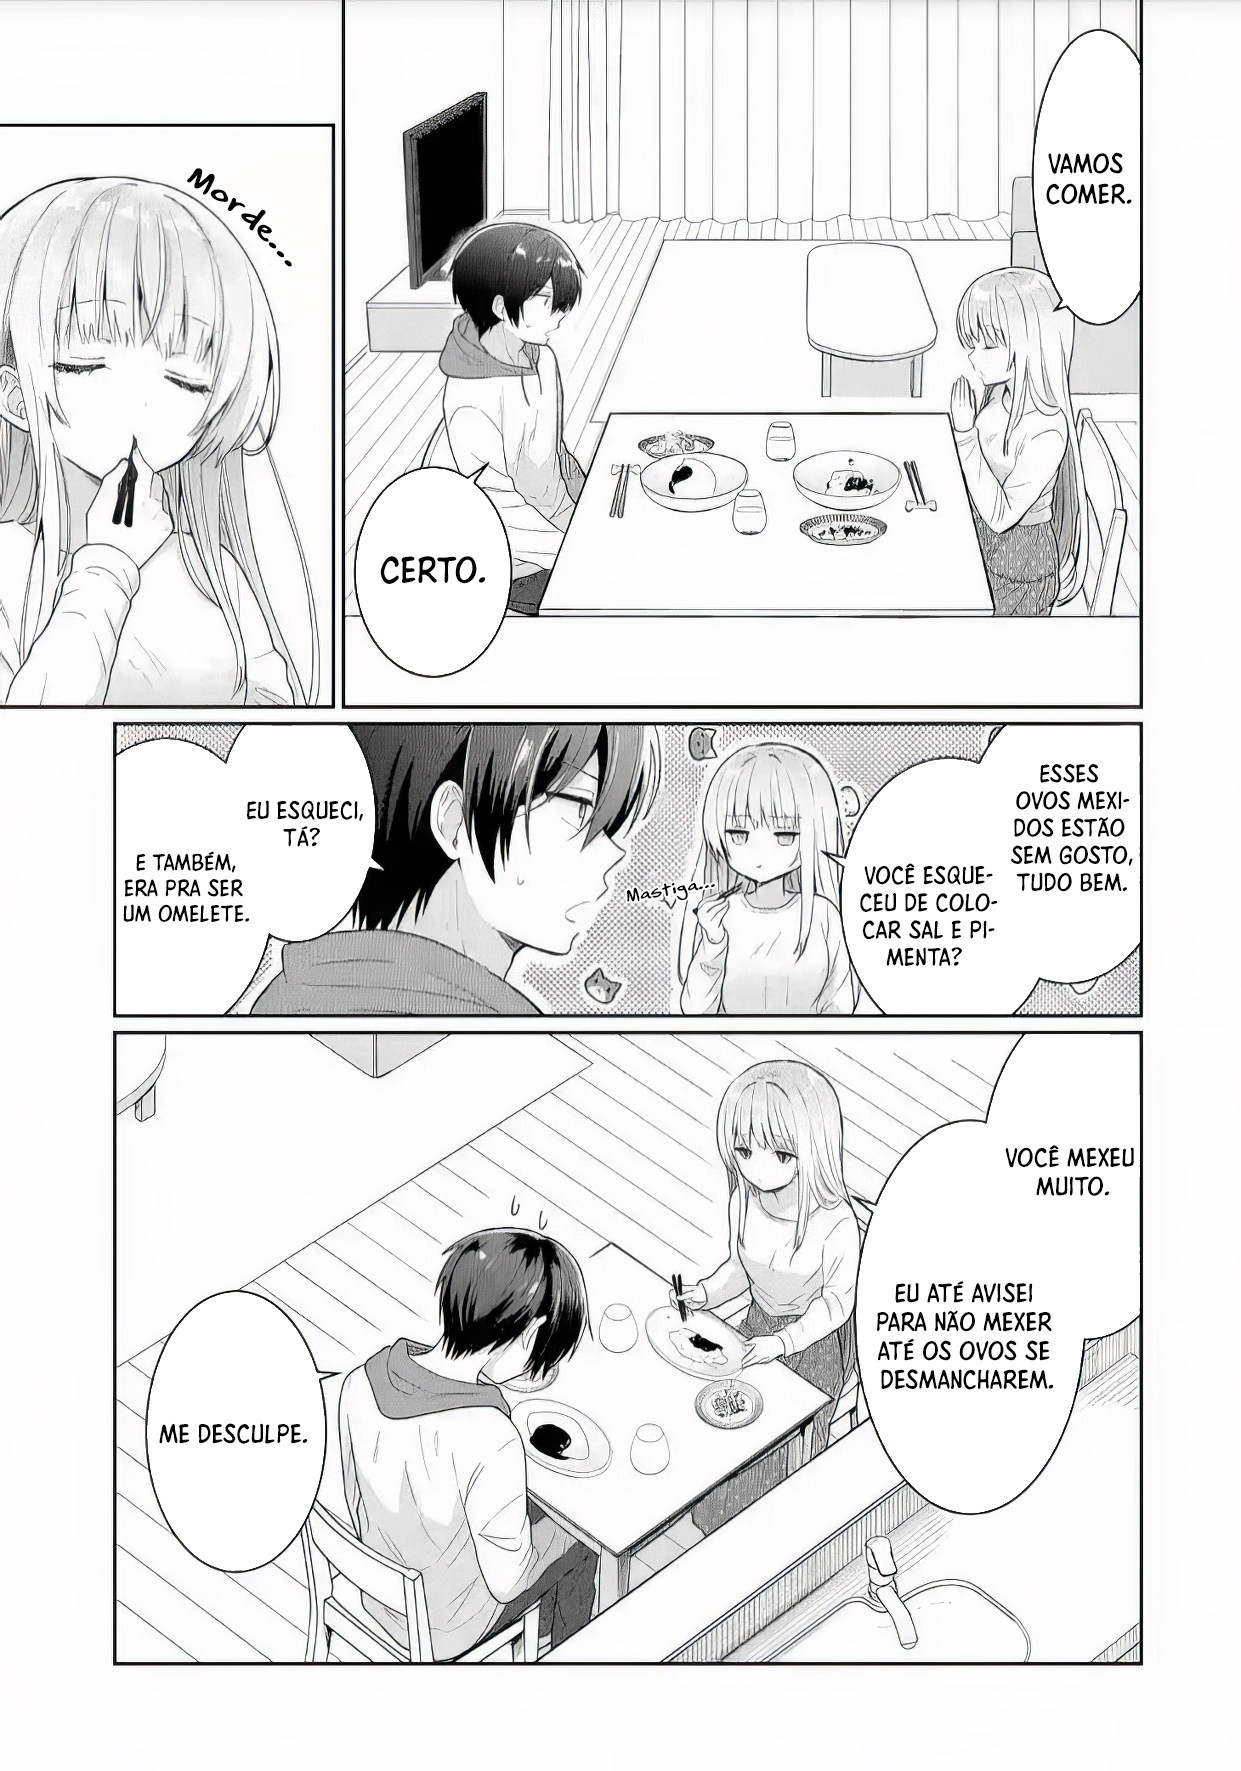 VAMOS
COMER.
CERTO.
Morde...
ESSES
OVOS MEXI-
DOS ESTÃO
SEM GOSTO,
TUDO BEM.
VOCÊ ESQUE-
CEU DE COLO-
CAR SAL E PI-
MENTA?
Mastiga...
EU ESQUECI,
TÁ?
E TAMBÉM,
ERA PRA SER
UM OMELETE.
VOCÊ MEXEU
MUITO.
EU ATÉ AVISEI
PARA NÃO MEXER
ATÉ OS OVOS SE
DESMANCHAREM.
ME DESCULPE.